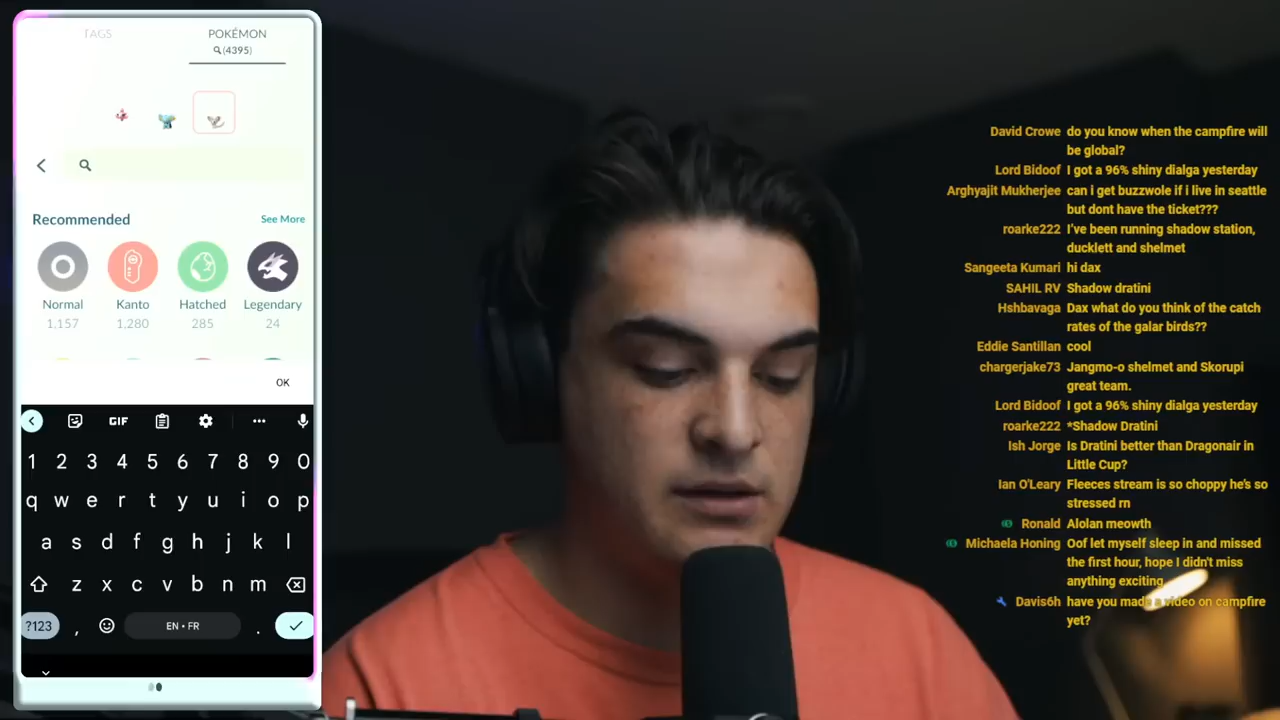 TAGS
POKÉMON
(4395)
Recommended
See More
Normal
Kanto
Hatched
Legendary
1,157
1,280
285
24
OK
GIF
1 2 3 4 5 6 7 8 9 0
q w e r t y u i o p
a s d f g h j k l
z x c v b n m
?123 , EN • FR .
David Crowe do you know when the campfire will
be global?
Lord Bidoof I got a 96% shiny dialga yesterday
Arghyajit Mukherjee can i get buzzwole if i live in seattle
but dont have the ticket???
roarke222 I've been running shadow station,
ducklett and shelmet
Sangeeta Kumari hi dax
SAHIL RV Shadow dratini
Hshbavaga Dax what do you think of the catch
rates of the galar birds??
Eddie Santillan cool
chargerjake73 Jangmo-o shelmet and Skorupi
great team.
Lord Bidoof I got a 96% shiny dialga yesterday
roarke222 *Shadow Dratini
Ish Jorge Is Dratini better than Dragonair in
Little Cup?
Ian O'Leary Fleeces stream is so choppy he's so
stressed rn
Ronald Alolan meowth
Michaela Honing Oof let myself sleep in and missed
the first hour, hope I didn't miss
anything exciting
Davis6h have you made a video on campfire
yet?